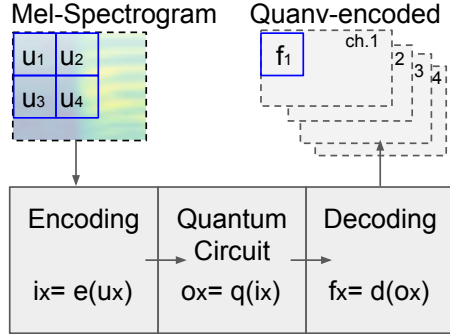 Mel-Spectrogram
Quanv-encoded
u₁ u₂
u₃ u₄
f₁
ch.1
2
3
4
Encoding
iₓ= e(uₓ)
Quantum
Circuit
oₓ= q(iₓ)
Decoding
fₓ= d(oₓ)